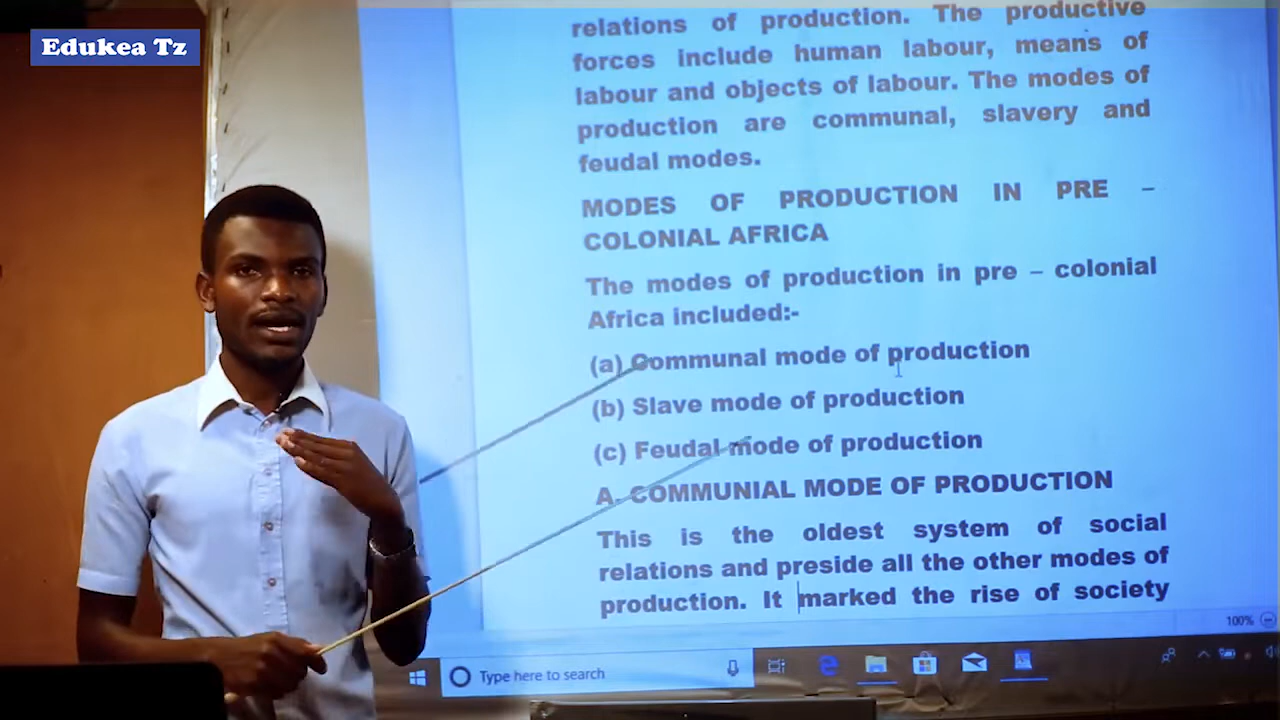 Edukea Tz
relations of production. The productive
forces include human labour, means of
labour and objects of labour. The modes of
production are communal, slavery and
feudal modes.
MODES OF PRODUCTION IN PRE –
COLONIAL AFRICA
The modes of production in pre – colonial
Africa included:-
(a) Communal mode of production
(b) Slave mode of production
(c) Feudal mode of production
A. COMMUNIAL MODE OF PRODUCTION
This is the oldest system of social
relations and preside all the other modes of
production. It marked the rise of society
100%
Type here to search